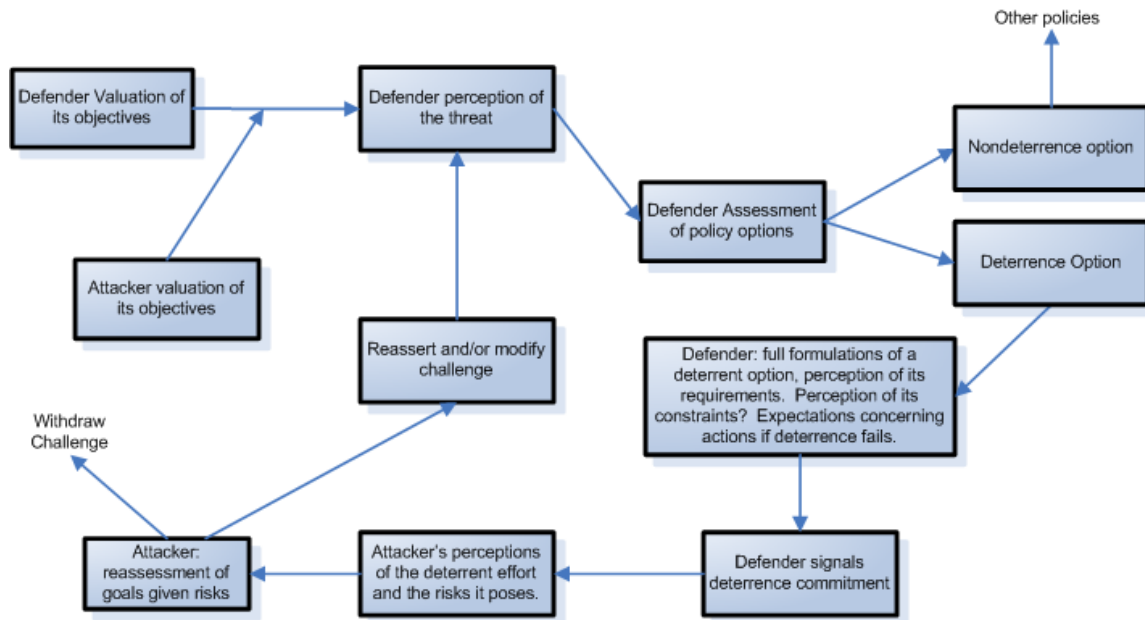 Other policies
Defender Valuation of
its objectives
Defender perception of
the threat
Nondeterrence option
Defender Assessment
of policy options
Deterrence Option
Attacker valuation of
its objectives
Reassert and/or modify
challenge
Defender: full formulations of a
deterrent option, perception of its
requirements. Perception of its
constraints? Expectations concerning
actions if deterrence fails.
Withdraw
Challenge
Attacker:
reassessment of
goals given risks
Attacker's perceptions
of the deterrent effort
and the risks it poses.
Defender signals
deterrence commitment